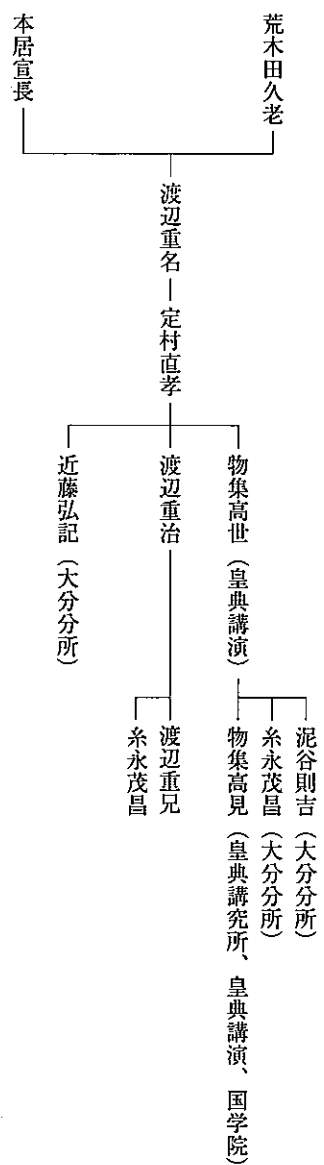 荒木田久老
本居宣長
渡辺重名
定村直孝
物集高世（皇典講演）
渡辺重治
近藤弘記（大分分所）
泥谷則吉（大分分所）
糸永茂昌（大分分所）
物集高見（皇典講究所、皇典講演、国学院）
渡辺重兄
糸永茂昌